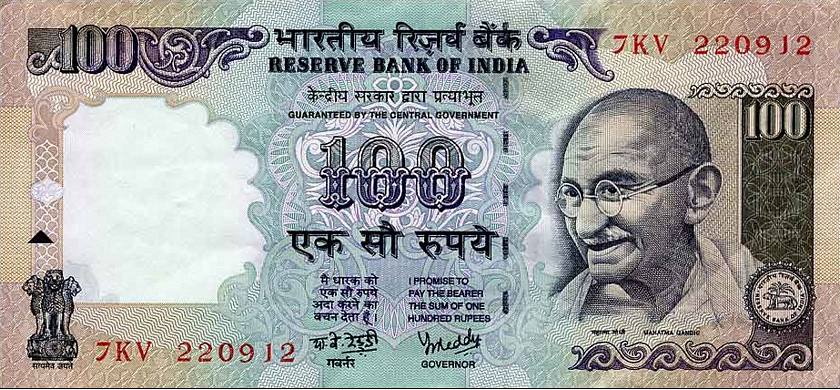 100
भारतीय रिज़र्व बैंक
RESERVE BANK OF INDIA
7KV 220912
केन्द्रीय सरकार द्वारा प्रत्याभूत
GUARANTEED BY THE CENTRAL GOVERNMENT
100
100
एक सौ रुपये
मैं धारक को
एक सौ रुपये
अदा करने का
वचन देता हूँ ।
I PROMISE TO
PAY THE BEARER
THE SUM OF ONE
HUNDRED RUPEES
गवर्नर
GOVERNOR
7KV 220912
सत्यमेव जयते
महात्मा गाँधी
MAHATMA GANDHI